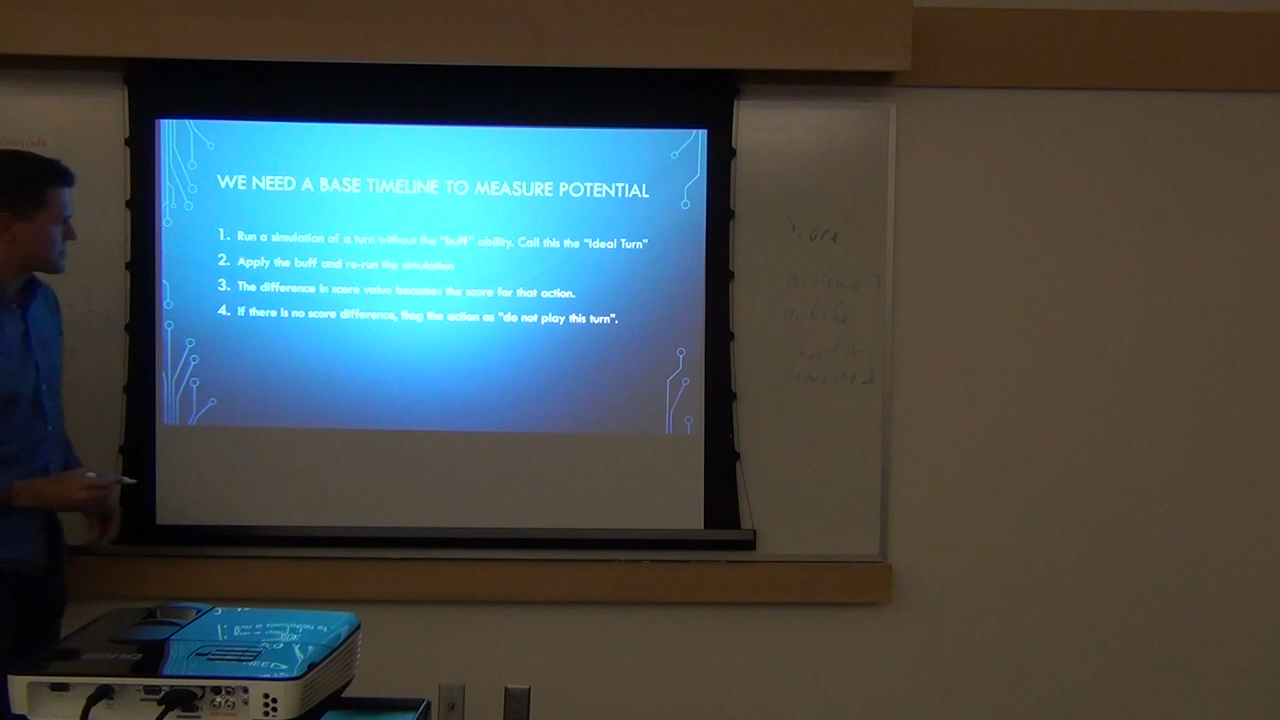 WE NEED A BASE TIMELINE TO MEASURE POTENTIAL
1. Run a simulation of a turn without the "buff" ability. Call this the "Ideal Turn"
2. Apply the buff and re-run the simulation
3. The difference in score value becomes the score for that action.
4. If there is no score difference, flag the action as "do not play this turn".
Score